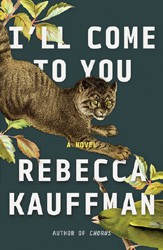 I'LL COME
TO YOU
A NOVEL
REBECCA
KAUFFMAN
AUTHOR OF CHORUS